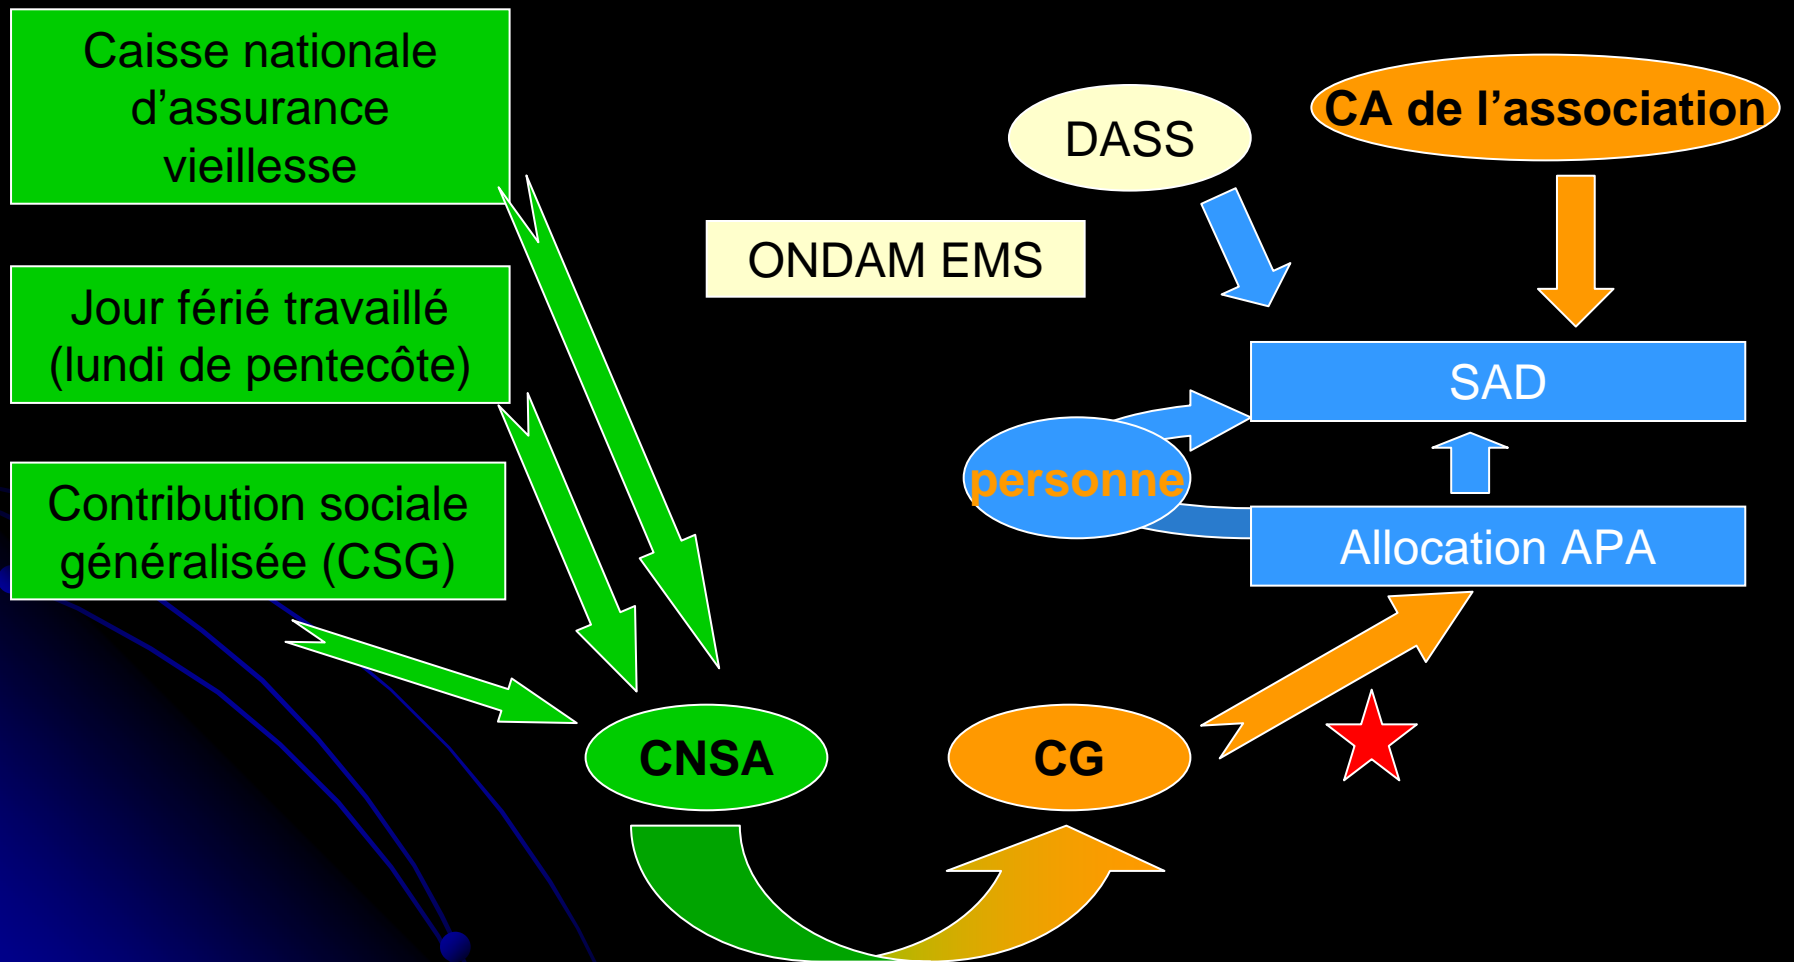 Caisse nationale
d'assurance
vieillesse
Jour férié travaillé
(lundi de pentecôte)
Contribution sociale
généralisée (CSG)
CNSA
CG
ONDAM EMS
DASS
CA de l'association
SAD
personne
Allocation APA